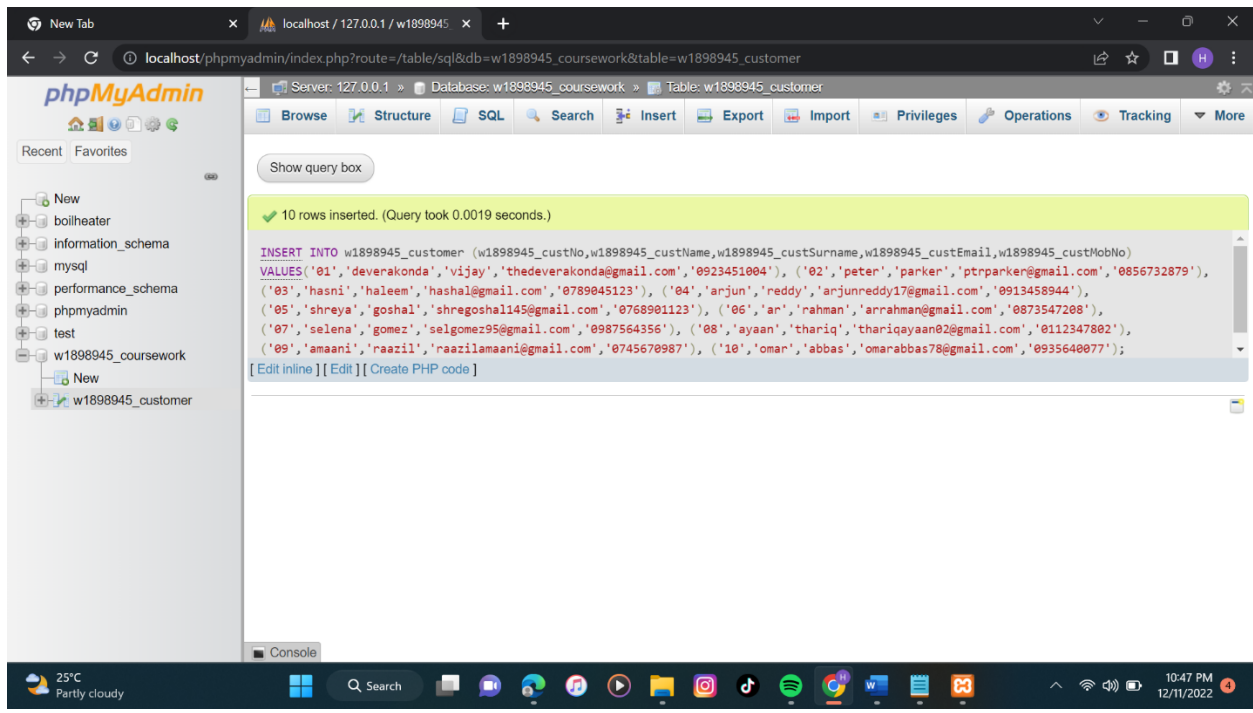 New Tab
localhost / 127.0.0.1 / w1898945_
localhost/phpmyadmin/index.php?route=/table/sql&db=w1898945_coursework&table=w1898945_customer
H
phpMyAdmin
Recent Favorites
New
boilheater
information_schema
mysql
performance_schema
phpmyadmin
test
w1898945_coursework
New
w1898945_customer
Server: 127.0.0.1 » Database: w1898945_coursework » Table: w1898945_customer
Browse Structure SQL Search Insert Export Import Privileges Operations Tracking More
Show query box
10 rows inserted. (Query took 0.0019 seconds.)
INSERT INTO w1898945_customer (w1898945_custNo,w1898945_custName,w1898945_custSurname,w1898945_custEmail,w1898945_custMobNo)
VALUES('01','deverakonda','vijay','thedeverakonda@gmail.com','0923451004'), ('02','peter','parker','ptrparker@gmail.com','0856732879'),
('03','hasni','haleem','hashal@gmail.com','0789045123'), ('04','arjun','reddy','arjunreddy17@gmail.com','0913458944'),
('05','shreya','goshal','shregoshal145@gmail.com','0768901123'), ('06','ar','rahman','arrahman@gmail.com','0873547208'),
('07','selena','gomez','selgomez95@gmail.com','0987564356'), ('08','ayaan','thariq','thariqayaan02@gmail.com','0112347802'),
('09','amaani','raazil','raazilamaani@gmail.com','0745670987'), ('10','omar','abbas','omarabbas78@gmail.com','0935640077');
[ Edit inline ] [ Edit ] [ Create PHP code ]
Console
25°C
Partly cloudy
Search
10:47 PM
12/11/2022
4